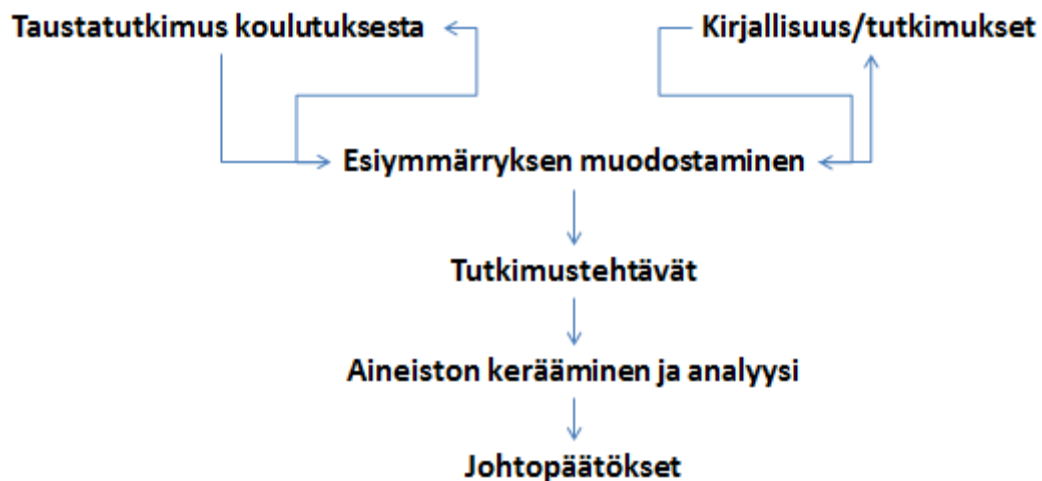 Taustatutkimus koulutuksesta
Kirjallisuus/tutkimukset
Esiymmärryksen muodostaminen
Tutkimustehtävät
Aineiston kerääminen ja analyysi
Johtopäätökset